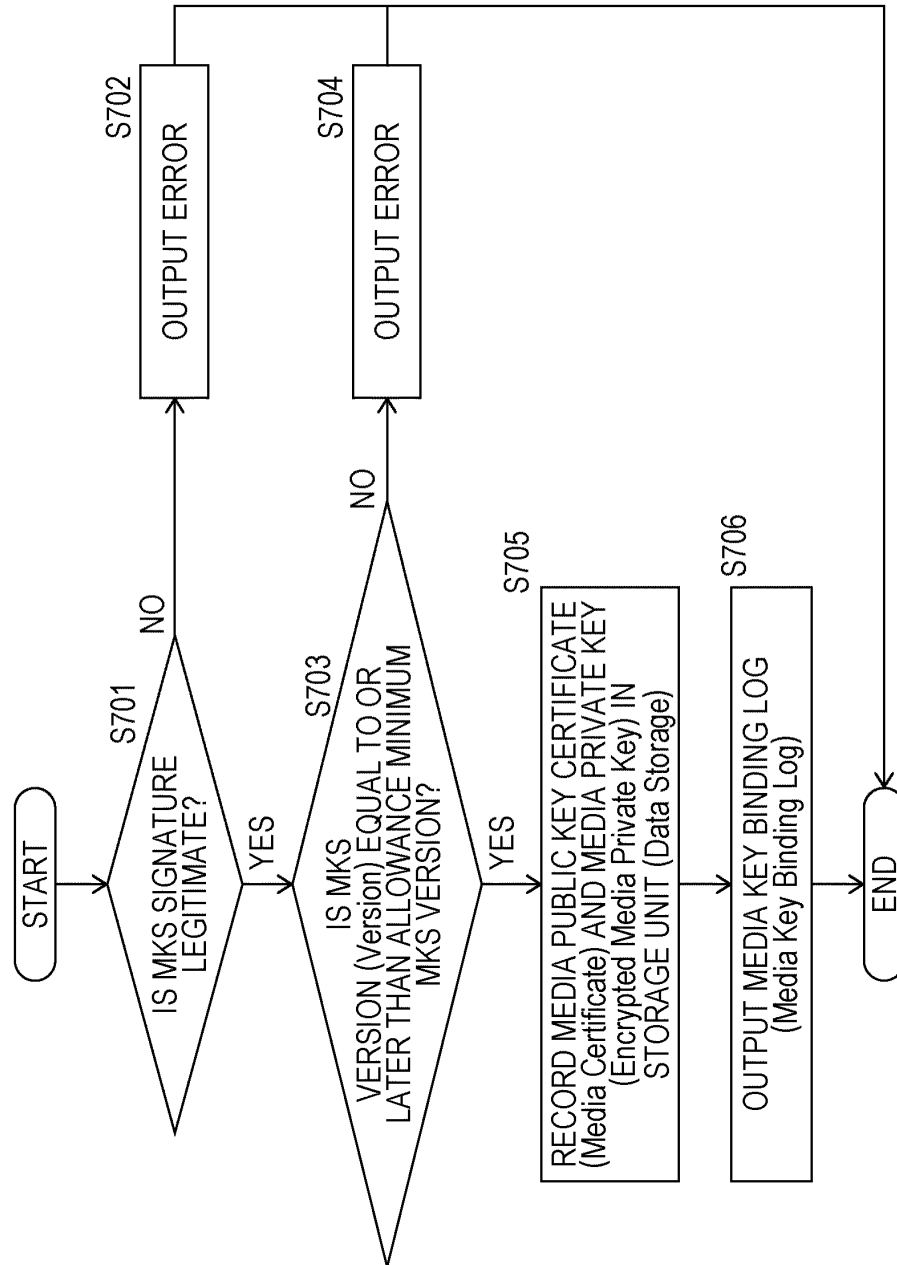 START
S701
IS MKS SIGNATURE
LEGITIMATE?
NO
YES
S702
OUTPUT ERROR
S703
IS MKS
VERSION (Version) EQUAL TO OR
LATER THAN ALLOWANCE MINIMUM
MKS VERSION?
NO
YES
S704
OUTPUT ERROR
S705
RECORD MEDIA PUBLIC KEY CERTIFICATE
(Media Certificate) AND MEDIA PRIVATE KEY
(Encrypted Media Private Key) IN
STORAGE UNIT (Data Storage)
S706
OUTPUT MEDIA KEY BINDING LOG
(Media Key Binding Log)
END